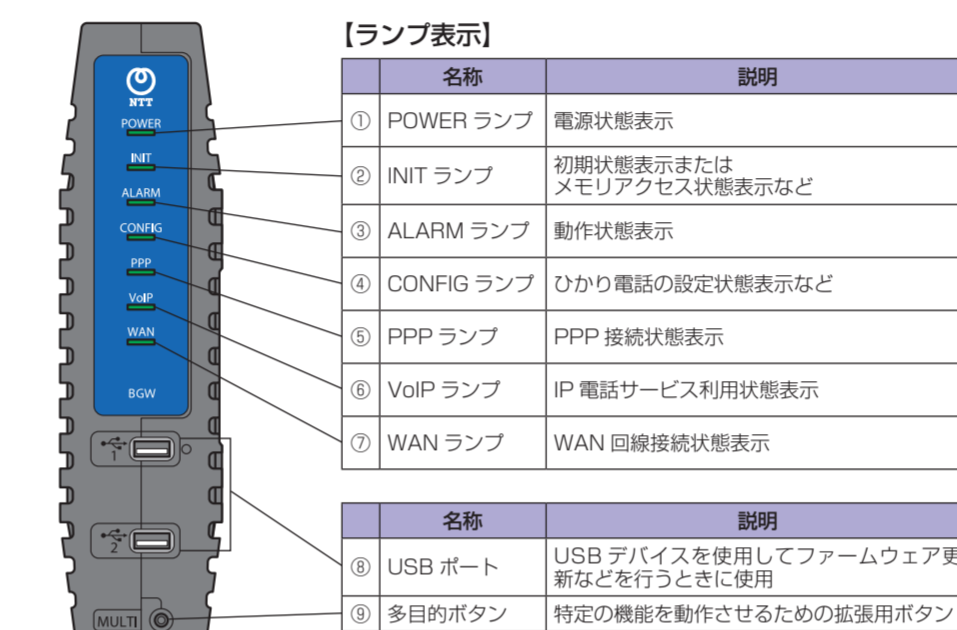 NTT
POWER
INIT
ALARM
CONFIG
PPP
VoIP
WAN
BGW
1
2
MULTI
【ランプ表示】
名称 説明
① POWER ランプ 電源状態表示
② INIT ランプ 初期状態表示または
メモリアクセス状態表示など
③ ALARM ランプ 動作状態表示
④ CONFIG ランプ ひかり電話の設定状態表示など
⑤ PPP ランプ PPP 接続状態表示
⑥ VoIP ランプ IP 電話サービス利用状態表示
⑦ WAN ランプ WAN 回線接続状態表示
名称 説明
⑧ USB ポート USB デバイスを使用してファームウェア更
新などを行うときに使用
⑨ 多目的ボタン 特定の機能を動作させるための拡張用ボタン